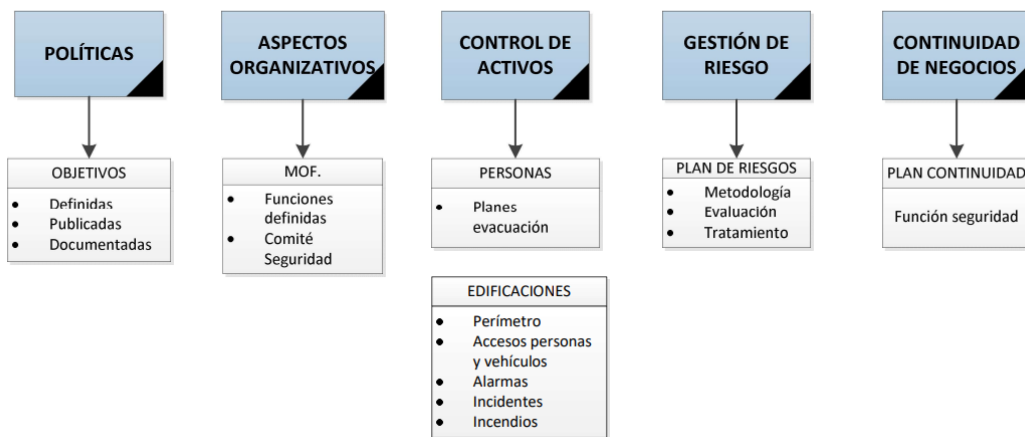 POLÍTICAS
ASPECTOS
ORGANIZATIVOS
CONTROL DE
ACTIVOS
GESTIÓN DE
RIESGO
CONTINUIDAD
DE NEGOCIOS
OBJETIVOS
• Definidas
• Publicadas
• Documentadas
MOF.
• Funciones
definidas
• Comité
Seguridad
PERSONAS
• Planes
evacuación
PLAN DE RIESGOS
• Metodología
• Evaluación
• Tratamiento
PLAN CONTINUIDAD
Función seguridad
EDIFICACIONES
• Perímetro
• Accesos personas
y vehículos
• Alarmas
• Incidentes
• Incendios